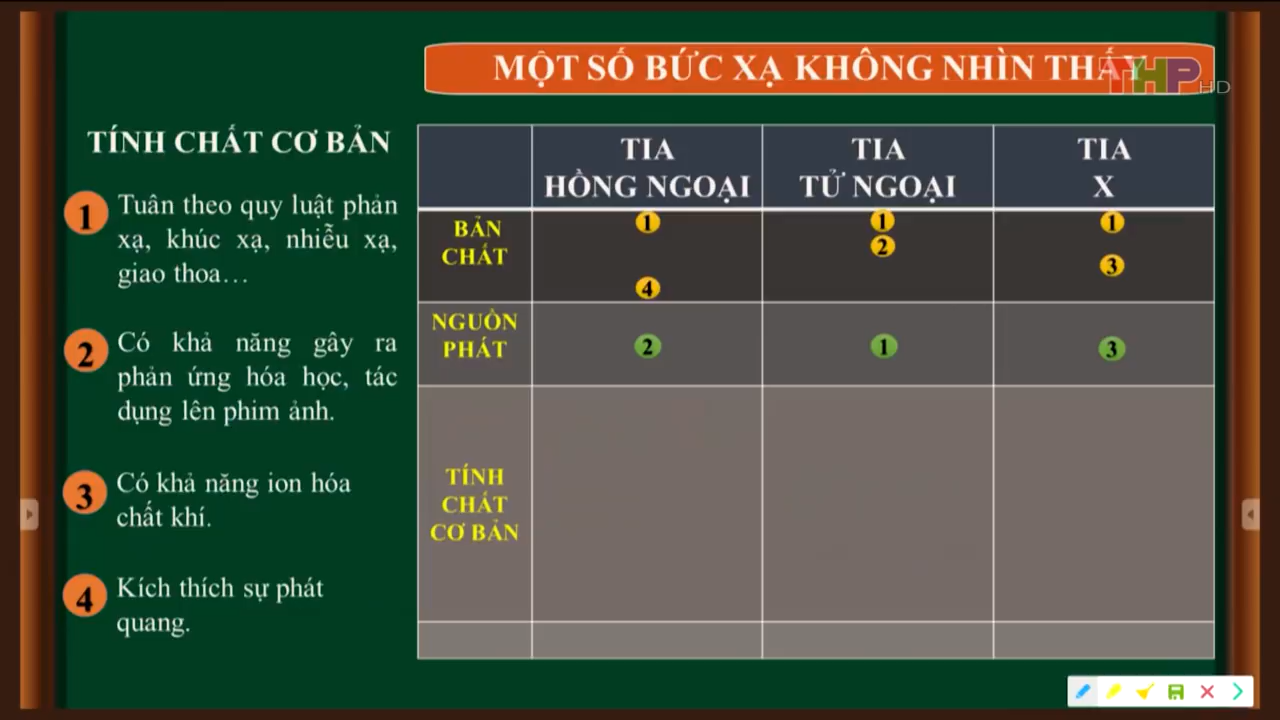 MỘT SỐ BỨC XẠ KHÔNG NHÌN THẤY
THP HD
TÍNH CHẤT CƠ BẢN
1 Tuân theo quy luật phản
xạ, khúc xạ, nhiễu xạ,
giao thoa…
2 Có khả năng gây ra
phản ứng hóa học, tác
dụng lên phim ảnh.
3 Có khả năng ion hóa
chất khí.
4 Kích thích sự phát
quang.
TIA
HỒNG NGOẠI
TIA
TỬ NGOẠI
TIA
X
BẢN
CHẤT
1
4
1
2
1
3
NGUỒN
PHÁT
2
1
3
TÍNH
CHẤT
CƠ BẢN